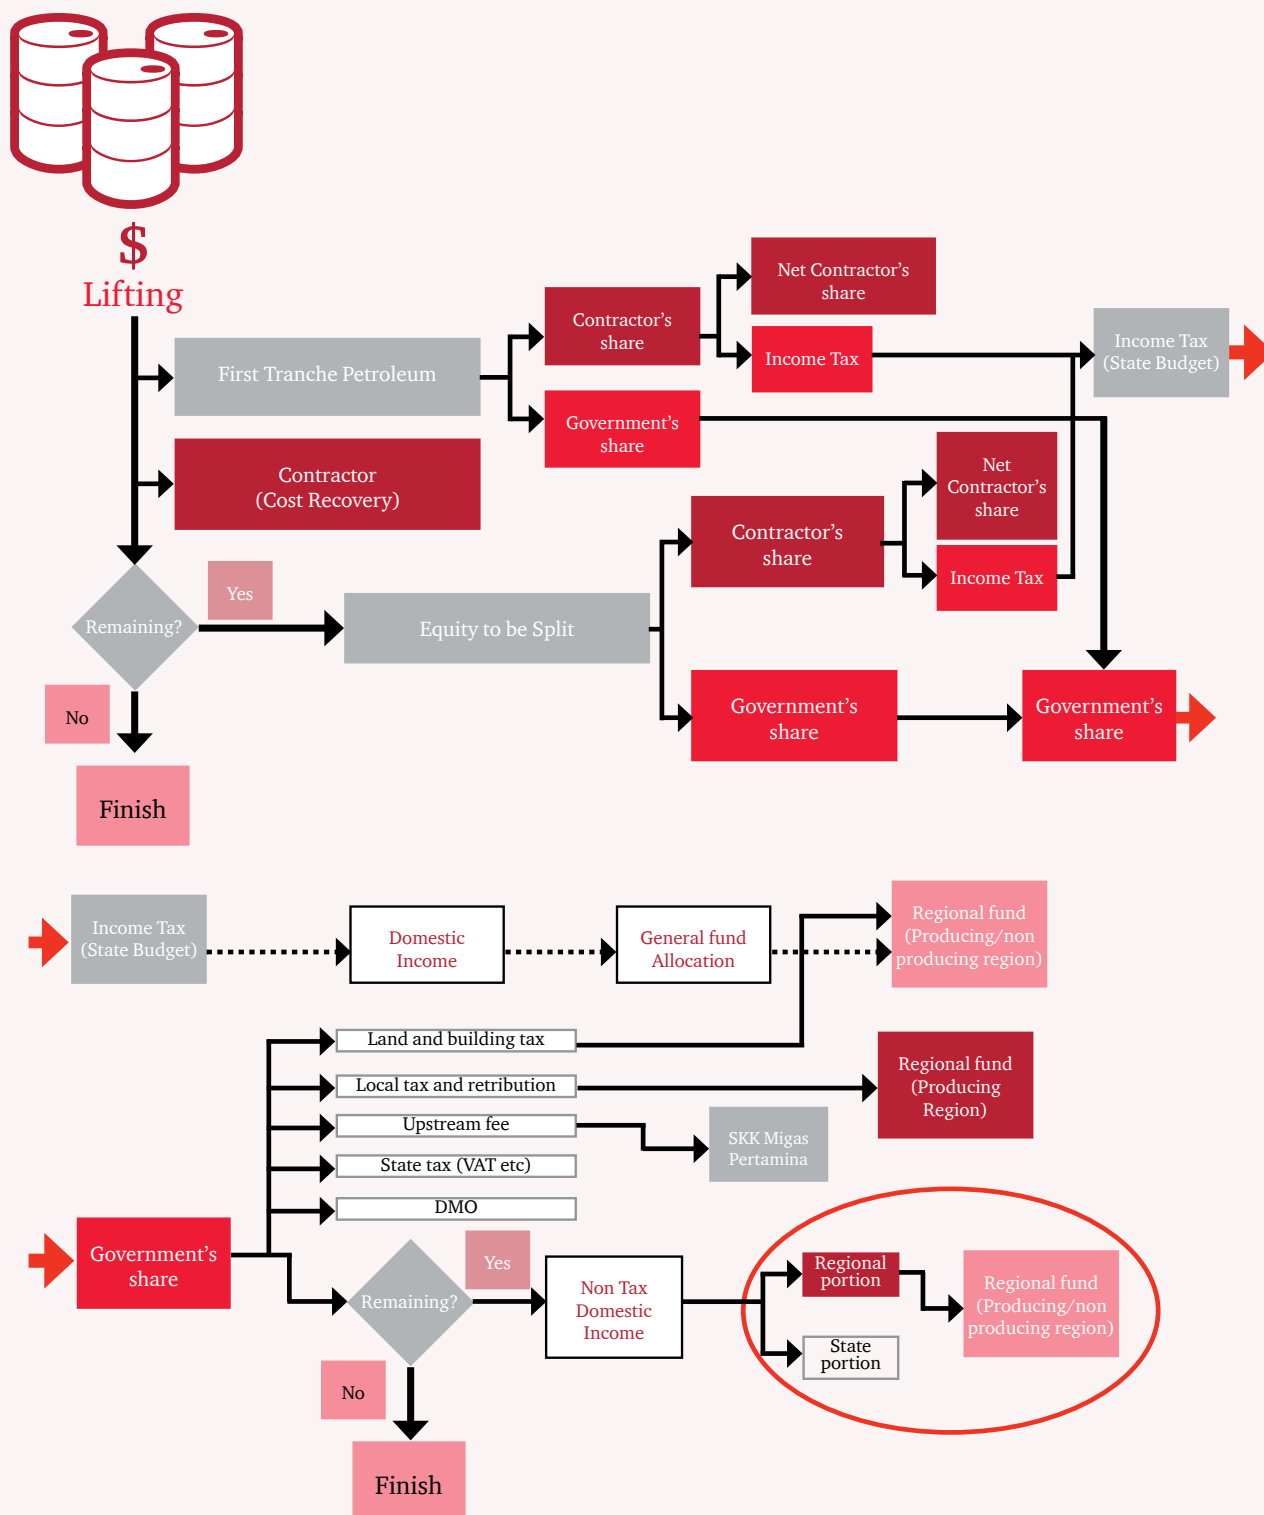 $
Lifting
First Tranche Petroleum
Contractor's
share
Net Contractor's
share
Income Tax
Income Tax
(State Budget)
Government's
share
Contractor
(Cost Recovery)
Net
Contractor's
share
Contractor's
share
Income Tax
Remaining?
Yes
Equity to be Split
Government's
share
Government's
share
No
Finish
Income Tax
(State Budget)
Domestic
Income
General fund
Allocation
Regional fund
(Producing/non
producing region)
Land and building tax
Local tax and retribution
Regional fund
(Producing
Region)
Upstream fee
SKK Migas
Pertamina
State tax (VAT etc)
DMO
Government's
share
Remaining?
Yes
Non Tax
Domestic
Income
Regional
portion
Regional fund
(Producing/non
producing region)
State
portion
No
Finish